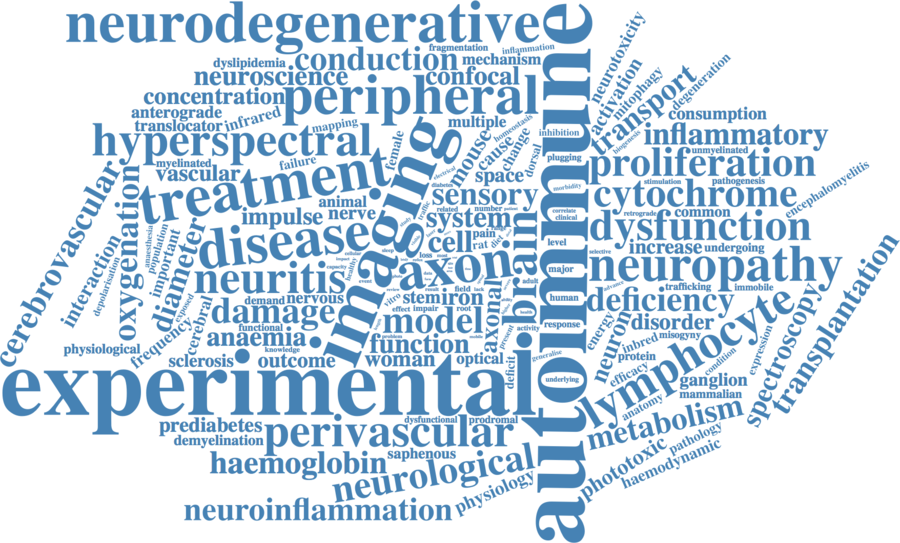 neurodegenerative
autoimmune
fragmentation
inflammation
conduction
mechanism
dyslipidemia
neuroscience
confocal
concentration
peripheral
anterograde
translocator
infrared
mapping
multiple
homeostasis
hyperspectral
inhibition
myelinated
failure
female
mouse
cause
change
dorsal
plugging
vascular
treatment
electrical
diabetes
space
morbidity
animal
nerve
impulse
sensory
related
number
patient
correlate
clinical
system
disease
imaging
cell
pain
rat
level
selective
neuritis
axon
brain
loss
major
adult
human
demand
nervous
stem
iron
field
axonal
damage
effect
impair
root
vitro
health
model
activity
response
present
functional
anaemia
function
knowledge
sclerosis
outcome
woman
optical
deficit
generalise
underlying
experimental
cerebrovascular
interaction
depolarisation
oxygenation
anaesthesia
population
important
diameter
exposed
cerebral
frequency
physiological
prediabetes
dysfunctional
prodromal
perivascular
demyelination
saphenous
haemoglobin
neurological
physiology
neuroinflammation
neurotoxicity
activation
mitophagy
transport
degeneration
biogenesis
consumption
inflammatory
unmyelinated
proliferation
stimulation
pathogenesis
cytochrome
encephalomyelitis
retrograde
common
dysfunction
increase
undergoing
neuropathy
trafficking
immobile
advance
deficiency
energy
neuron
disorder
inbred
misogyny
protein
efficacy
lymphocyte
condition
expression
spectroscopy
transplantation
ganglion
mammalian
anatomy
metabolism
pathology
phototoxic
haemodynamic